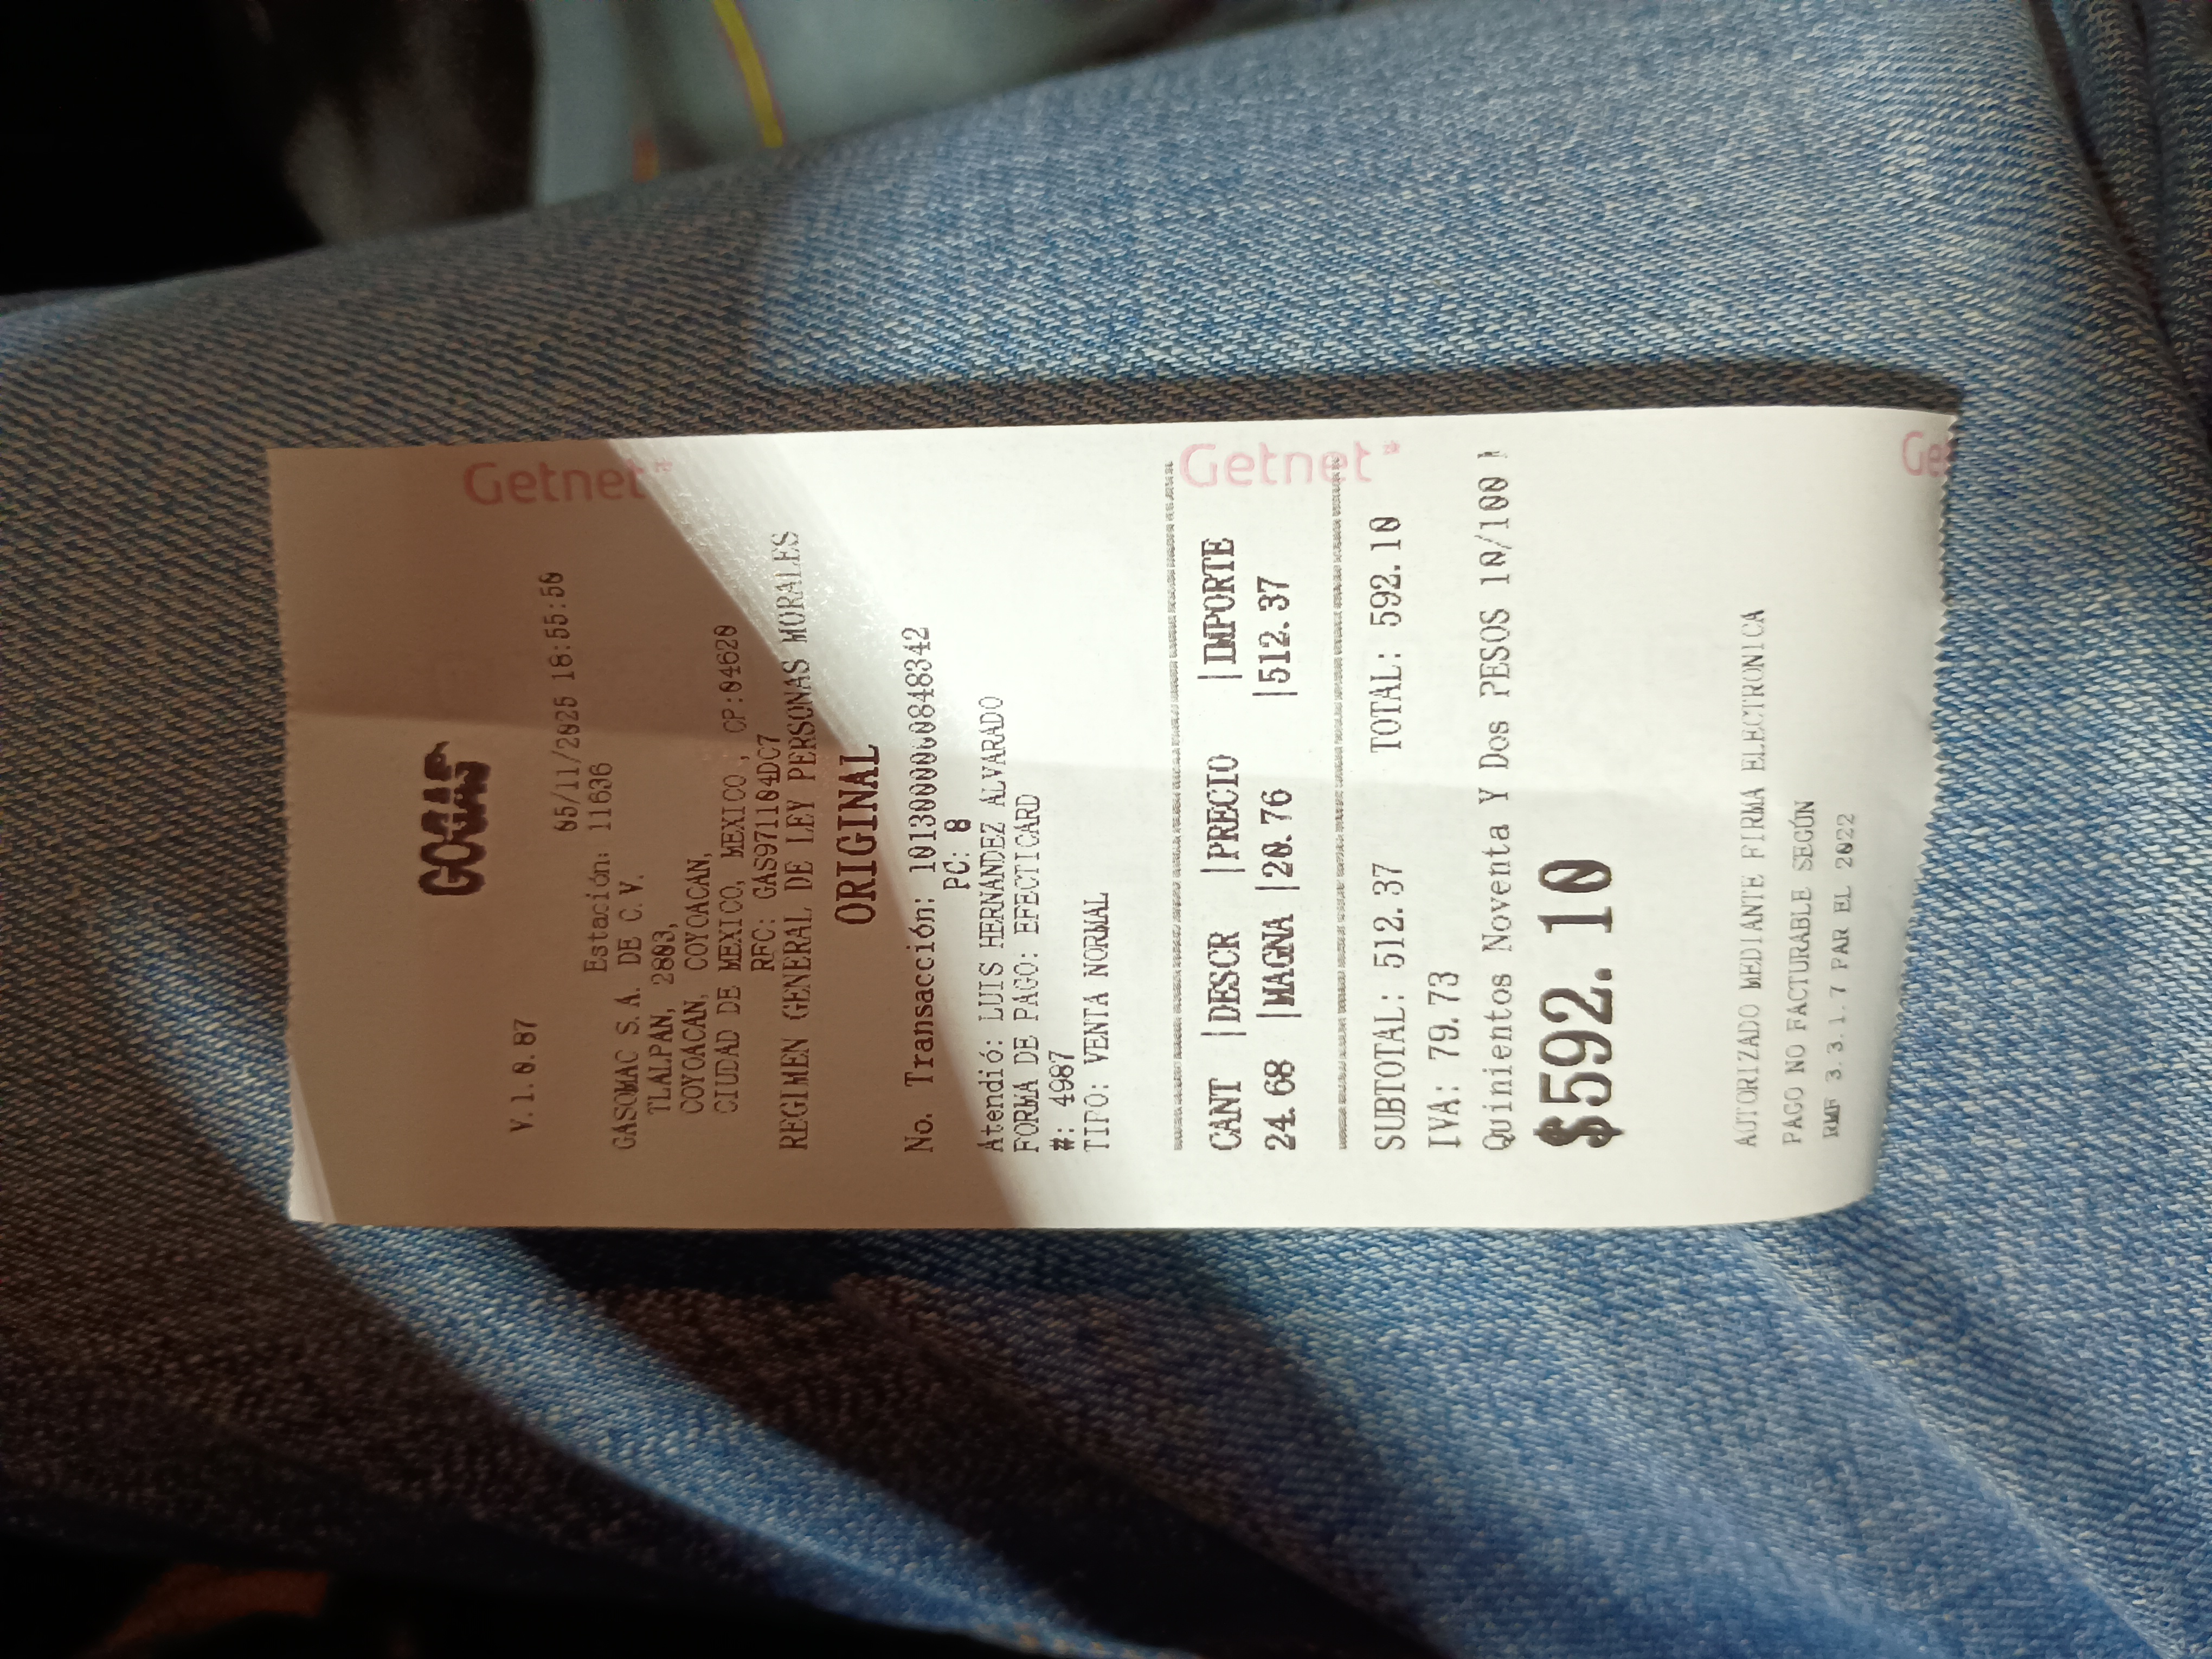 GOGAR
V.1.0.87
05/11/2025 18:55:50
Estación: 11636
GASOMAC S.A. DE C.V.
TLALPAN, 2803,
COYOACAN, COYOACAN,
CIUDAD DE MEXICO, MEXICO , CP:04620
RFC: GAS971104DC7
REGIMEN GENERAL DE LEY PERSONAS MORALES
ORIGINAL
No. Transacción: 1013000000848342
PC: 8
Atendió: LUIS HERNANDEZ ALVARADO
FORMA DE PAGO: EFECTICARD
#: 4987
TIPO: VENTA NORMAL
CANT |DESCR |PRECIO |IMPORTE
24.68 |MAGNA |20.76 |512.37
SUBTOTAL: 512.37 TOTAL: 592.10
IVA: 79.73
Quinientos Noventa Y Dos PESOS 10/100
$592.10
AUTORIZADO MEDIANTE FIRMA ELECTRONICA
PAGO NO FACTURABLE SEGÚN
RMF 3.3.1.7 PAR EL 2022
Getnet
Getnet
Get